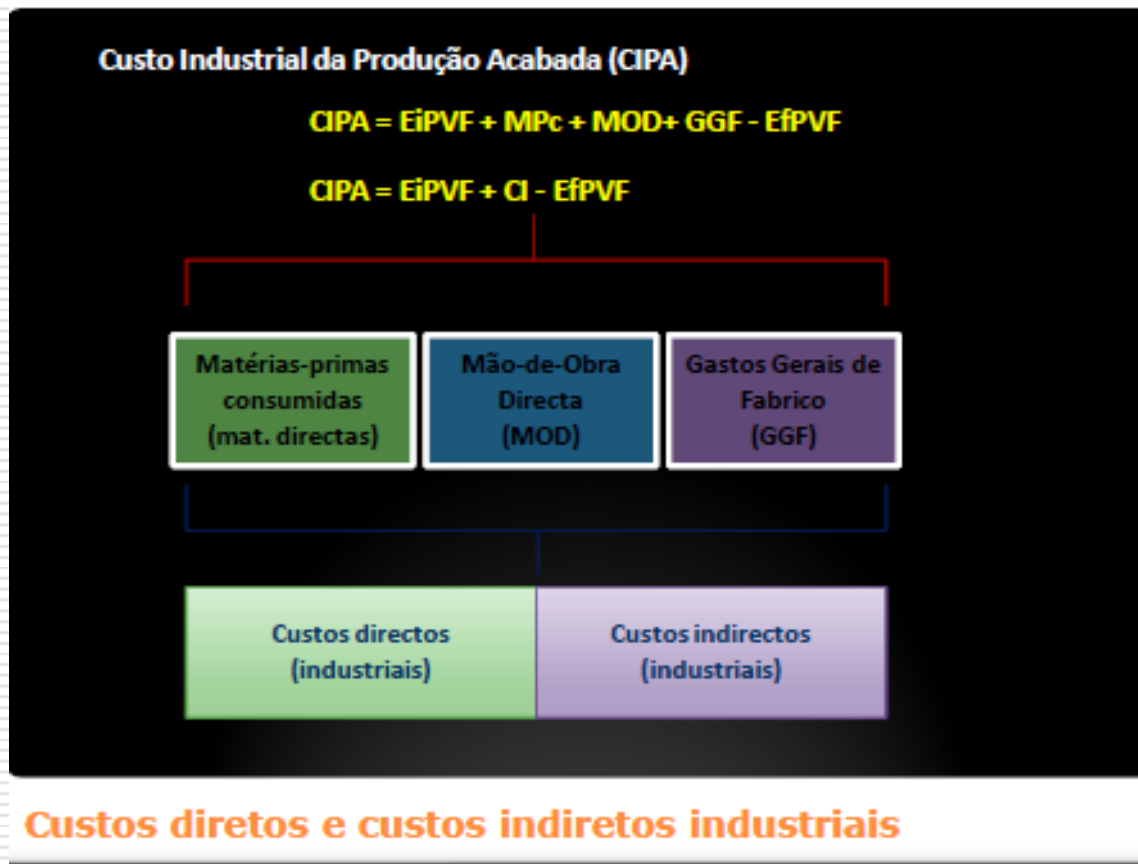 Custo Industrial da Produção Acabada (CIPA)
CIPA = EiPVF + MPc + MOD+ GGF - EfPVF
CIPA = EiPVF + CI - EfPVF
Matérias-primas
consumidas
(mat. directas)
Mão-de-Obra
Directa
(MOD)
Gastos Gerais de
Fabrico
(GGF)
Custos directos
(industriais)
Custos indirectos
(industriais)
Custos diretos e custos indiretos industriais